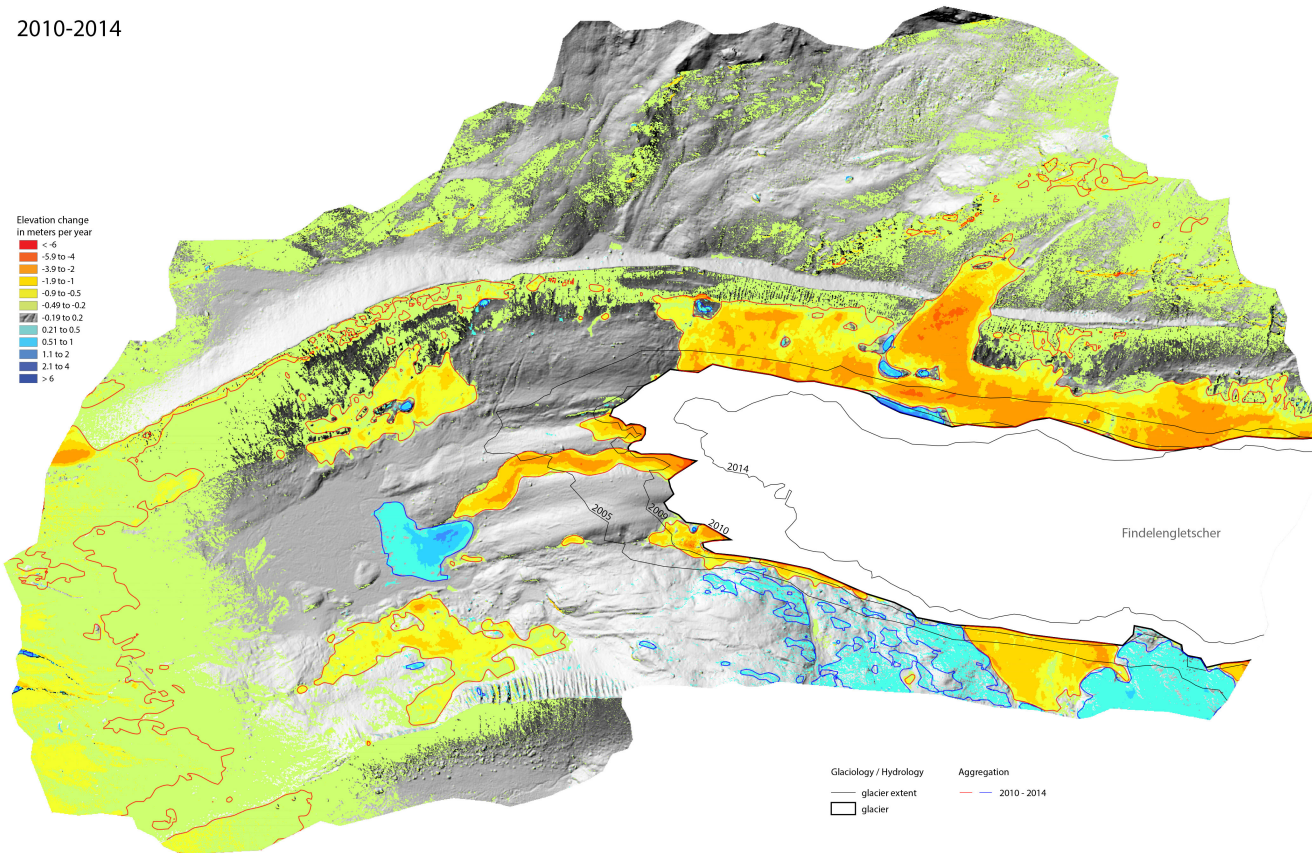 2010-2014
Elevation change
in meters per year
< -6
-5.9 to -4
-3.9 to -2
-1.9 to -1
-0.9 to -0.5
-0.49 to -0.2
-0.19 to 0.2
0.21 to 0.5
0.51 to 1
1.1 to 2
2.1 to 4
> 6
2014
2005
2009
2010
Findelengletscher
Glaciology / Hydrology
glacier extent
glacier
Aggregation
2010 - 2014